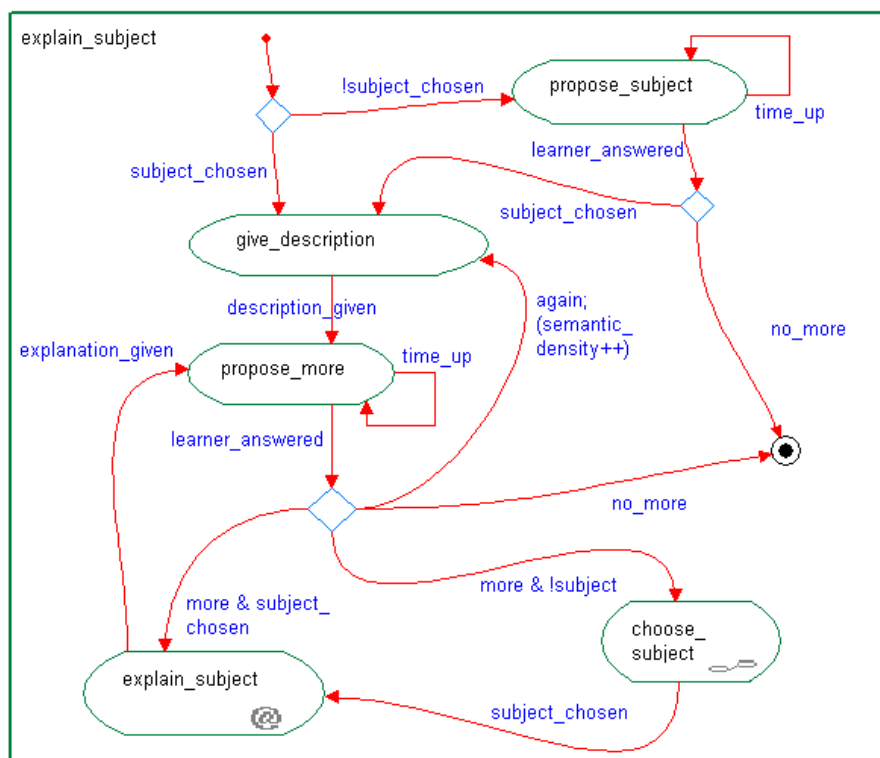 explain_subject
!subject_chosen
propose_subject
time_up
learner_answered
subject_chosen
subject_chosen
give_description
again;
(semantic_
density++)
description_given
no_more
explanation_given
time_up
propose_more
learner_answered
no_more
more & !subject
more & subject_
chosen
choose_
subject
explain_subject
@
subject_chosen